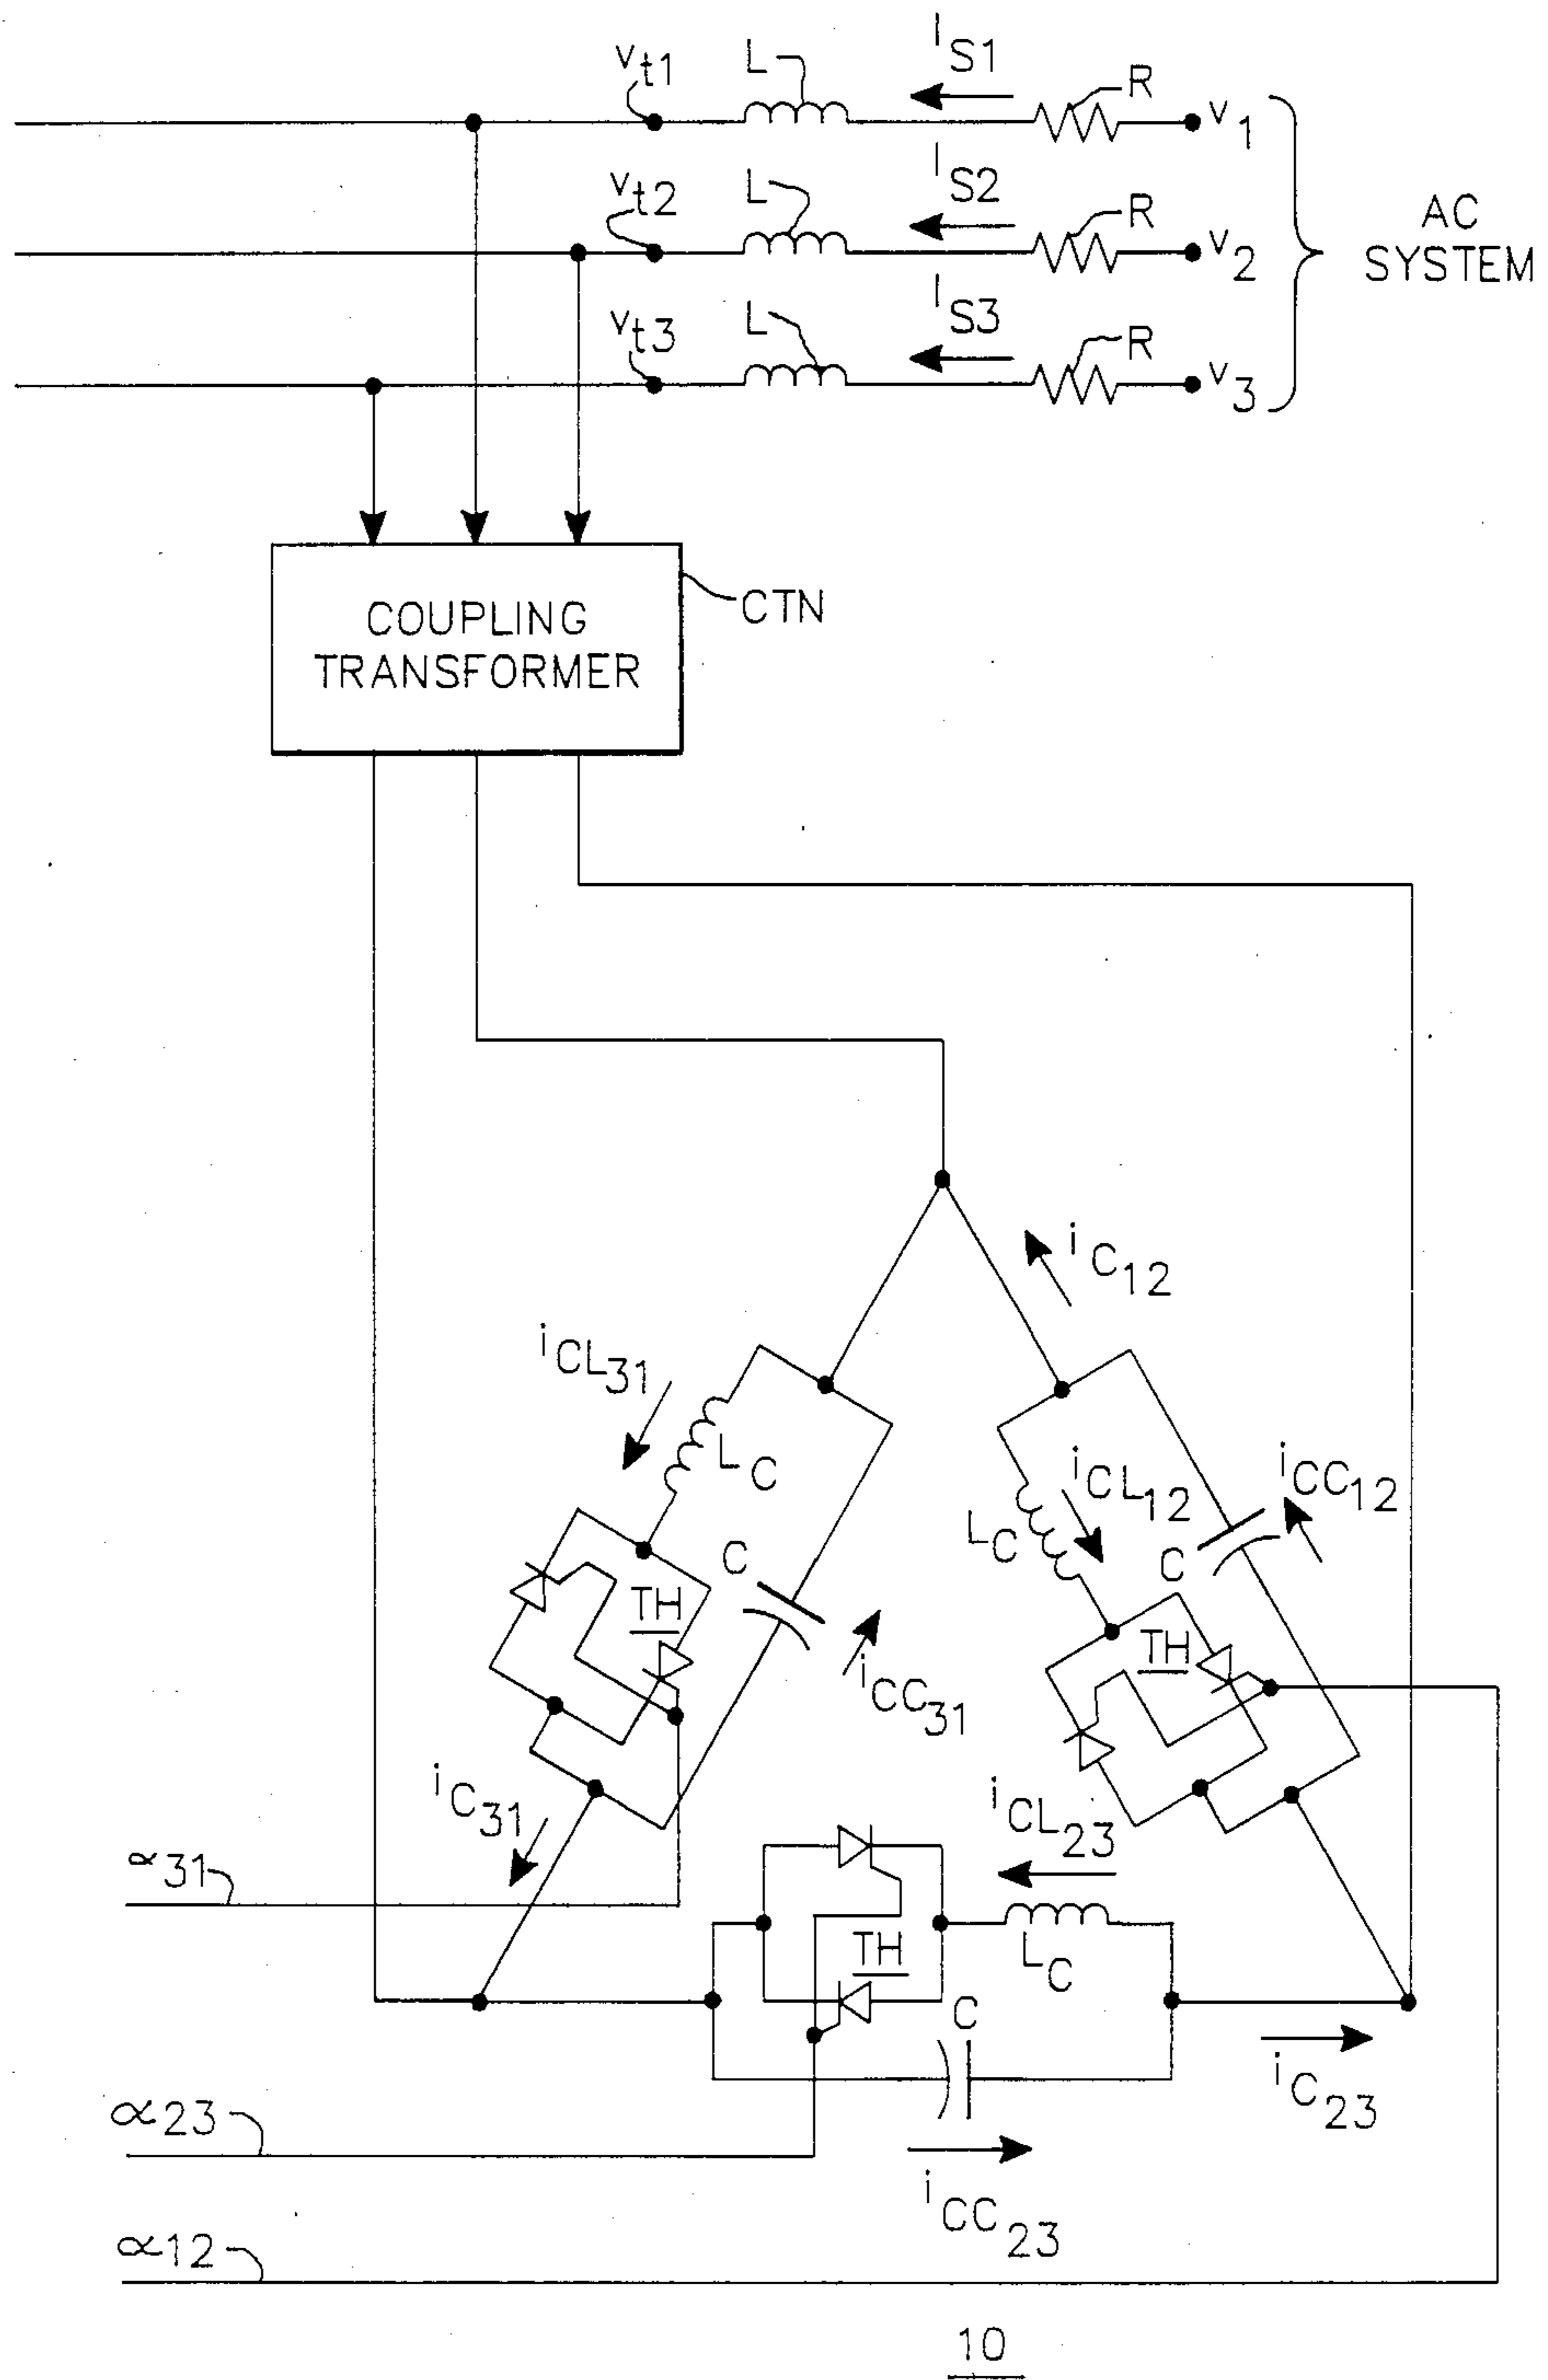 v_t1 L I_S1 R v_1
v_t2 L I_S2 R v_2
AC
SYSTEM
v_t3 L I_S3 R v_3
COUPLING
TRANSFORMER
CTN
i_C12
i_CL31
L_C
i_CL12
i_CC12
L_C
C
C
TH
TH
i_CC31
i_C31
i_CL23
α31
TH
L_C
C
i_C23
α23
i_CC23
α12
10